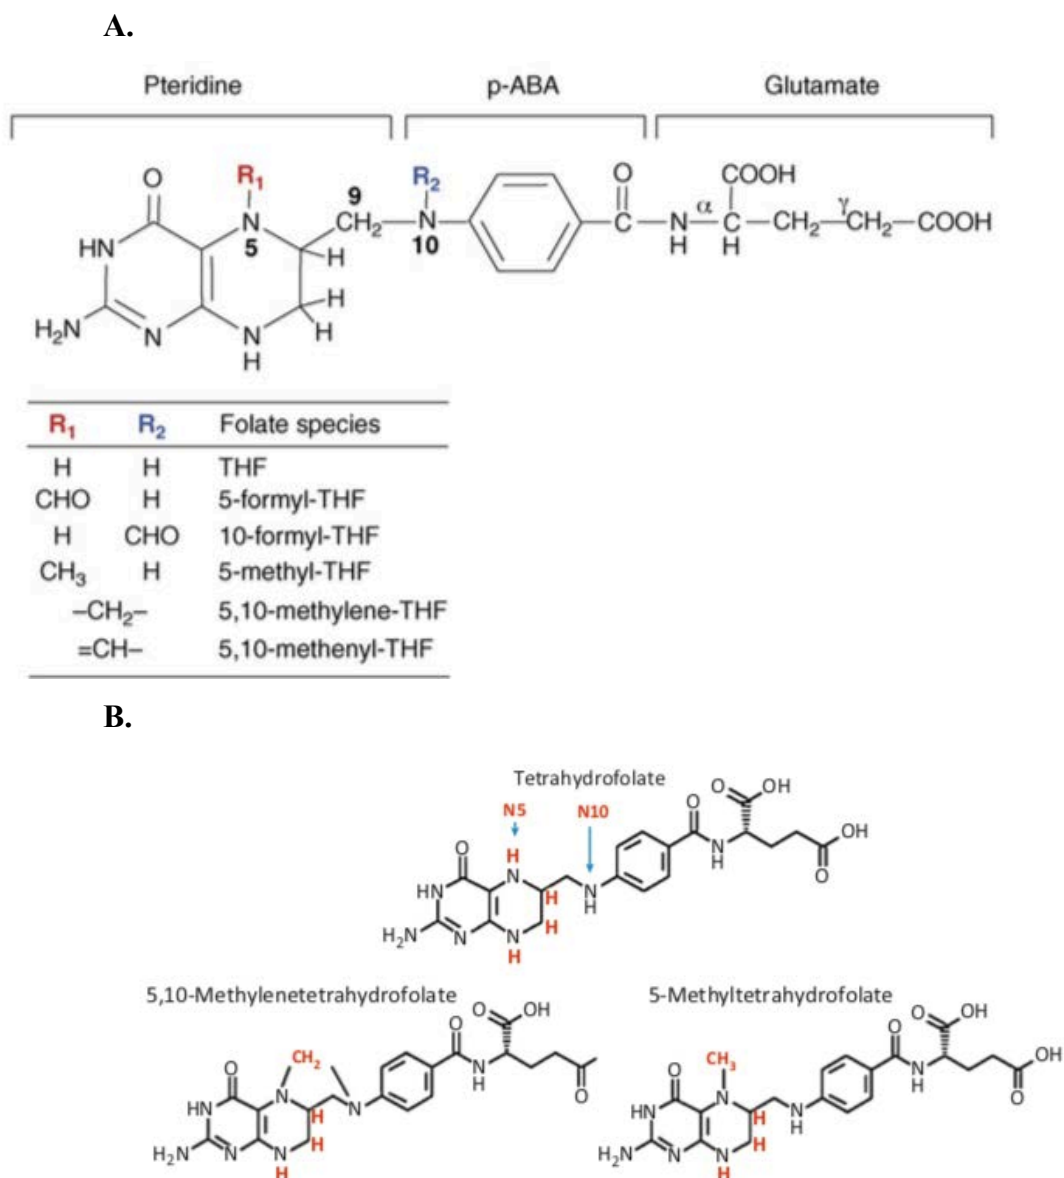 A.
Pteridine p-ABA Glutamate
O R₁ R₂ O COOH
9 α γ
HN N CH₂ N C N C CH₂ CH₂ COOH
5 10 H H
H
H
H₂N N N H
H
R₁ R₂ Folate species
H H THF
CHO H 5-formyl-THF
H CHO 10-formyl-THF
CH₃ H 5-methyl-THF
–CH₂– 5,10-methylene-THF
=CH– 5,10-methenyl-THF
B.
Tetrahydrofolate
N5 N10 O O OH
O H N OH
HN N N H O
H H
H
H₂N N N
H
5,10-Methylenetetrahydrofolate 5-Methyltetrahydrofolate
O OH O OH
O O
CH₂ CH₃ OH
O N O N
HN N N H O HN N N H O
H H H
H H
H₂N N N H₂N N N
H H